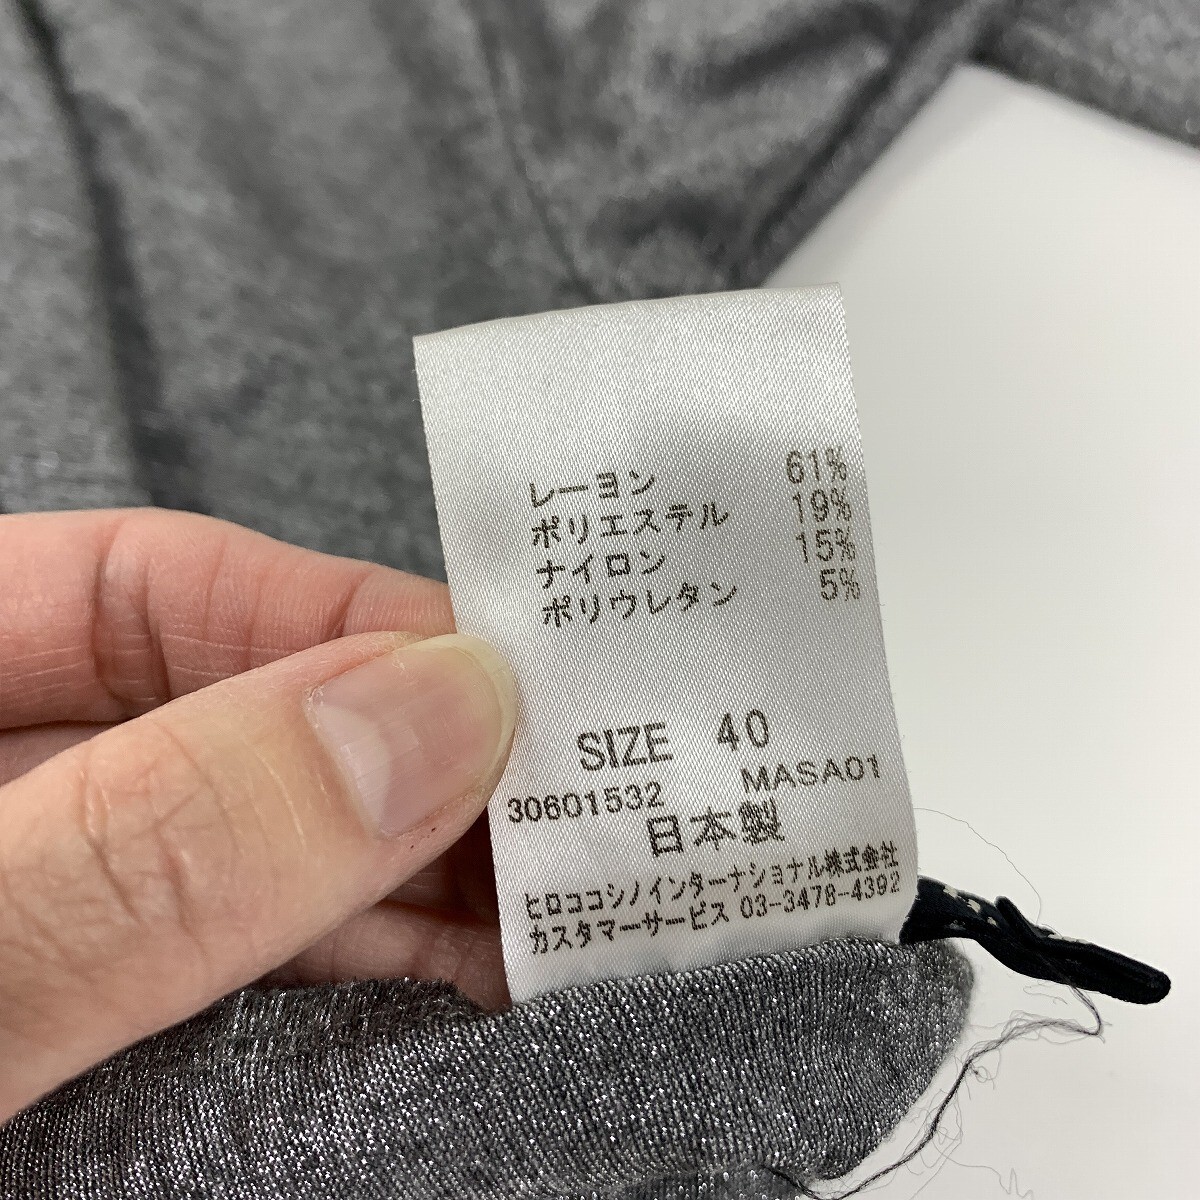 レーヨン 61%
ポリエステル 19%
ナイロン 15%
ポリウレタン 5%
SIZE 40
30601532 MASA01
日本製
ヒロココシノインターナショナル株式会社
カスタマーサービス 03-3478-4392